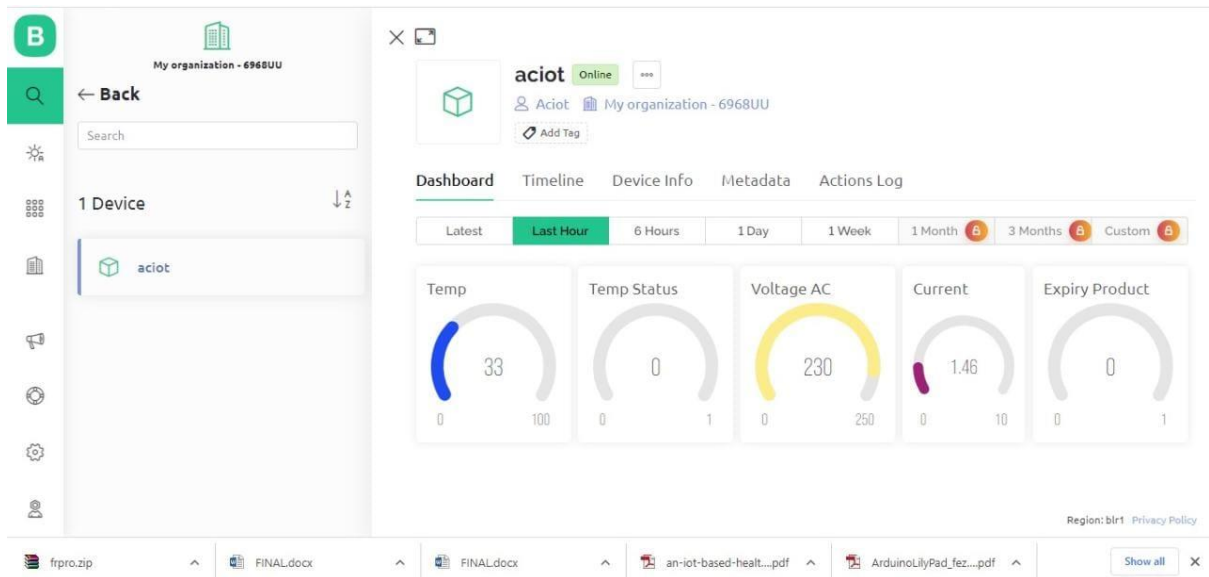 B
My organization - 6968UU
← Back
Search
1 Device
aciot
aciot Online
Aciot My organization - 6968UU
Add Tag
Dashboard Timeline Device Info Metadata Actions Log
Latest Last Hour 6 Hours 1 Day 1 Week 1 Month 3 Months Custom
Temp Temp Status Voltage AC Current Expiry Product
33 0 230 1.46 0
0 100 0 1 0 250 0 10 0 1
Region: blr1 Privacy Policy
frpro.zip FINAL.docx FINAL.docx an-iot-based-healt....pdf ArduinoLilyPad_fez....pdf Show all